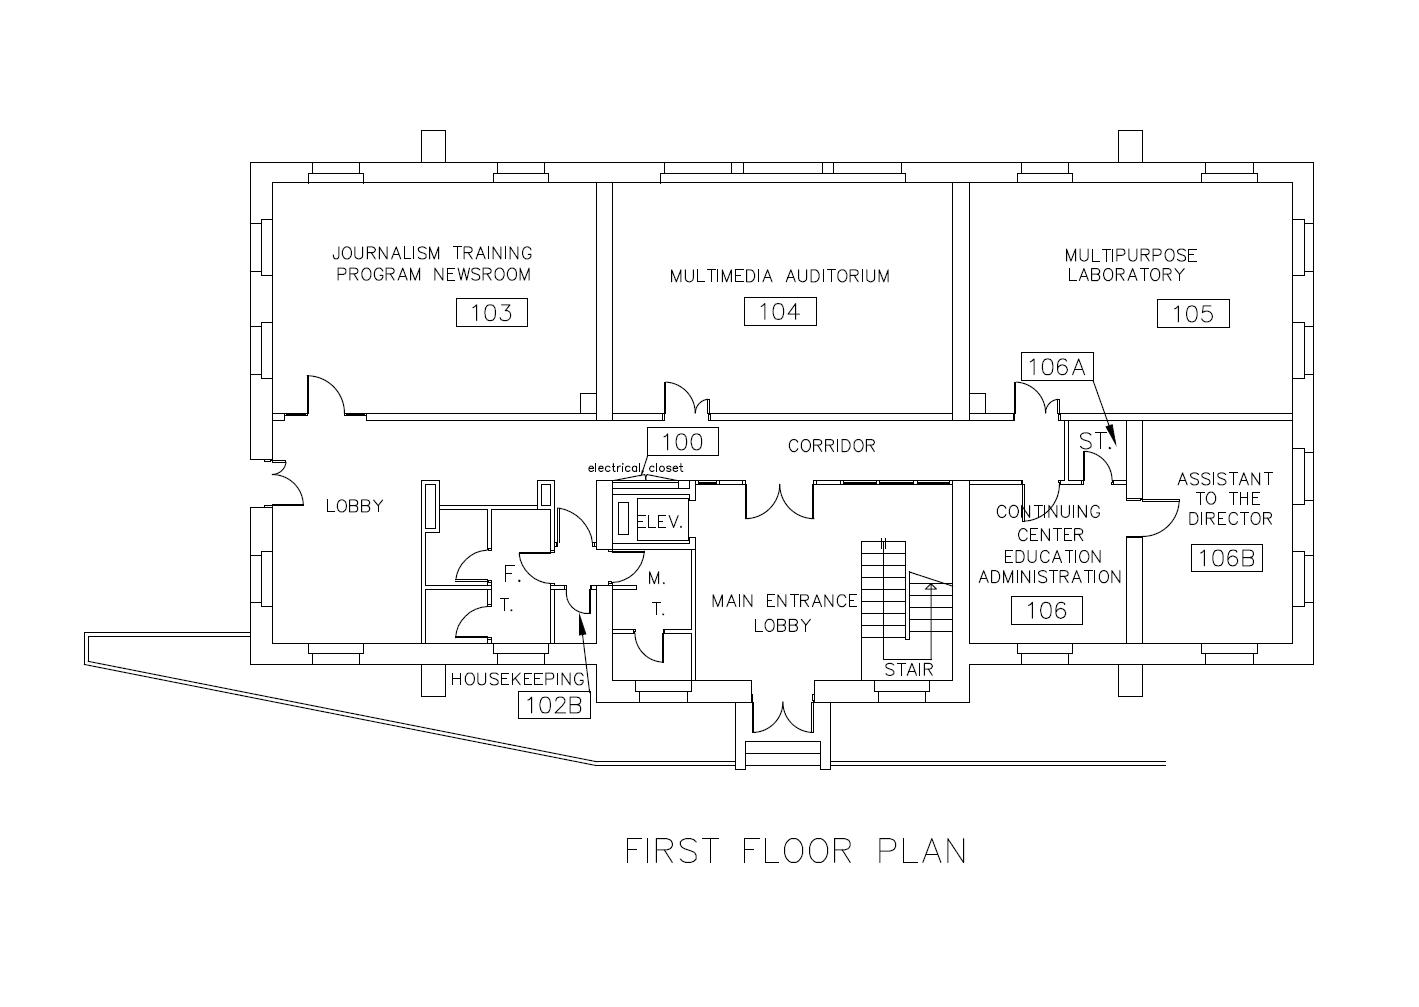 JOURNALISM TRAINING
PROGRAM NEWSROOM
103
MULTIMEDIA AUDITORIUM
104
MULTIPURPOSE
LABORATORY
105
106A
ST.
100
electrical closet
CORRIDOR
LOBBY
ELEV.
F.
T.
M.
T.
MAIN ENTRANCE
LOBBY
STAIR
CONTINUING
CENTER
EDUCATION
ADMINISTRATION
106
ASSISTANT
TO THE
DIRECTOR
106B
HOUSEKEEPING
102B
FIRST FLOOR PLAN